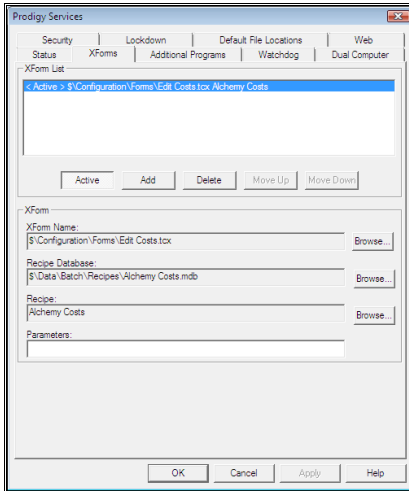 Prodigy Services
Security Lockdown Default File Locations Web
Status XForms Additional Programs Watchdog Dual Computer
XForm List
< Active > $\Configuration\Forms\Edit Costs.tcx Alchemy Costs
Active Add Delete Move Up Move Down
XForm
XForm Name:
$\Configuration\Forms\Edit Costs.tcx Browse...
Recipe Database:
$\Data\Batch\Recipes\Alchemy Costs.mdb Browse...
Recipe:
Alchemy Costs Browse...
Parameters:
OK Cancel Apply Help